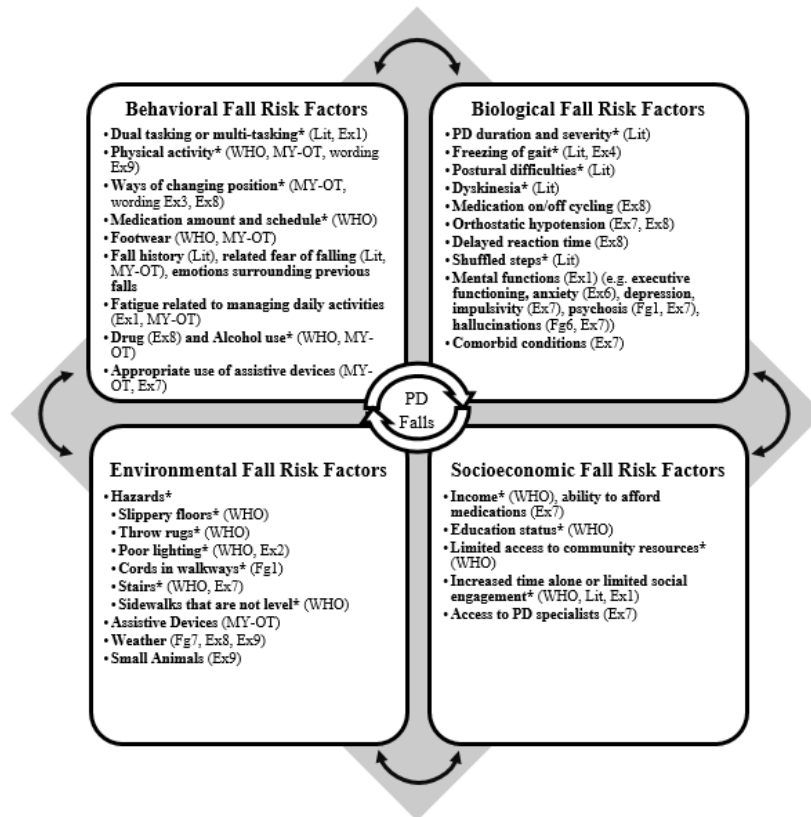 Behavioral Fall Risk Factors
• Dual tasking or multi-tasking* (Lit, Ex1)
• Physical activity* (WHO, MY-OT, wording
Ex9)
• Ways of changing position* (MY-OT,
wording Ex3, Ex8)
• Medication amount and schedule* (WHO)
• Footwear (WHO, MY-OT)
• Fall history (Lit), related fear of falling (Lit,
MY-OT), emotions surrounding previous
falls
• Fatigue related to managing daily activities
(Ex1, MY-OT)
• Drug (Ex8) and Alcohol use* (WHO, MY-
OT)
• Appropriate use of assistive devices (MY-
OT, Ex7)
Biological Fall Risk Factors
• PD duration and severity* (Lit)
• Freezing of gait* (Lit, Ex4)
• Postural difficulties* (Lit)
• Dyskinesia* (Lit)
• Medication on/off cycling (Ex8)
• Orthostatic hypotension (Ex7, Ex8)
• Delayed reaction time (Ex8)
• Shuffled steps* (Lit)
• Mental functions (Ex1) (e.g. executive
functioning, anxiety (Ex6), depression,
impulsivity (Ex7), psychosis (Fg1, Ex7),
hallucinations (Fg6, Ex7))
• Comorbid conditions (Ex7)
PD
Falls
Environmental Fall Risk Factors
• Hazards*
• Slippery floors* (WHO)
• Throw rugs* (WHO)
• Poor lighting* (WHO, Ex2)
• Cords in walkways* (Fg1)
• Stairs* (WHO, Ex7)
• Sidewalks that are not level* (WHO)
• Assistive Devices (MY-OT)
• Weather (Fg7, Ex8, Ex9)
• Small Animals (Ex9)
Socioeconomic Fall Risk Factors
• Income* (WHO), ability to afford
medications (Ex7)
• Education status* (WHO)
• Limited access to community resources*
(WHO)
• Increased time alone or limited social
engagement* (WHO, Lit, Ex1)
• Access to PD specialists (Ex7)